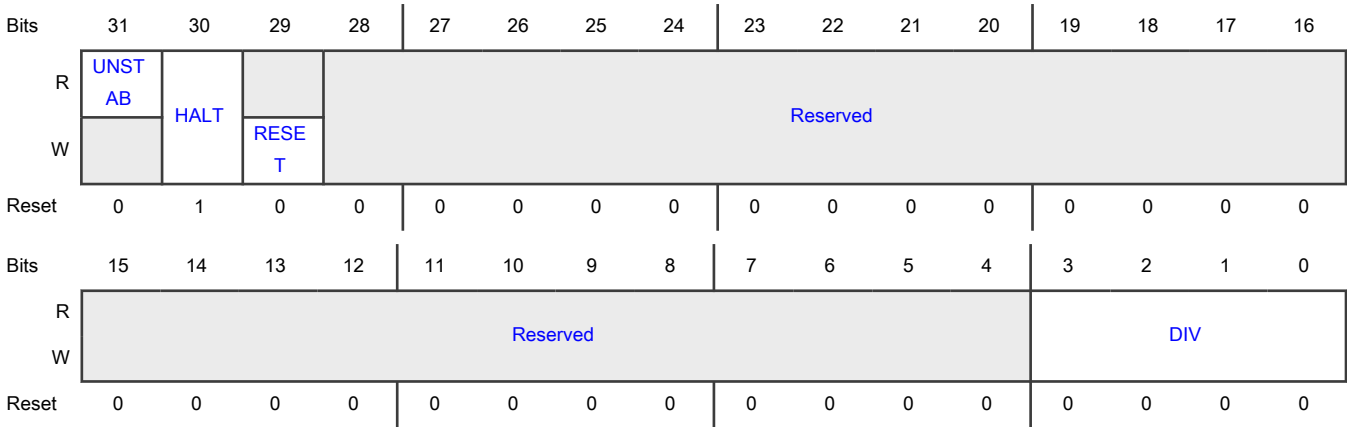 Bits 31 30 29 28 27 26 25 24 23 22 21 20 19 18 17 16
R UNST
AB
HALT Reserved
W RESE
T
Reset 0 1 0 0 0 0 0 0 0 0 0 0 0 0 0 0
Bits 15 14 13 12 11 10 9 8 7 6 5 4 3 2 1 0
R
Reserved DIV
W
Reset 0 0 0 0 0 0 0 0 0 0 0 0 0 0 0 0